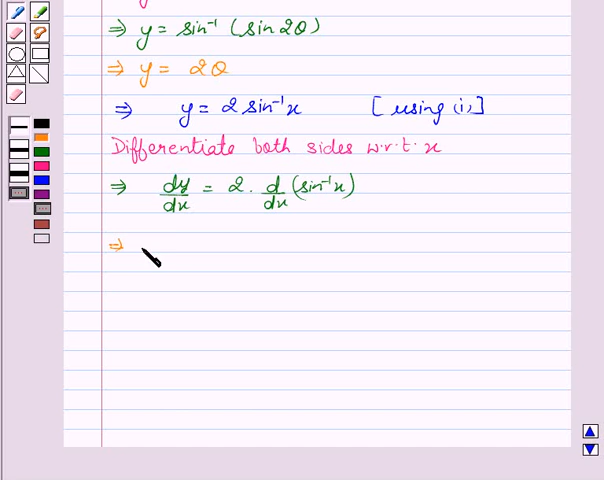 ⇒ y = sin⁻¹ (sin 2θ)
⇒ y = 2θ
⇒ y = 2 sin⁻¹x [using (i)]
Differentiate both sides w.r.t. x
⇒ dy/dx = 2. d/dx (sin⁻¹x)
⇒